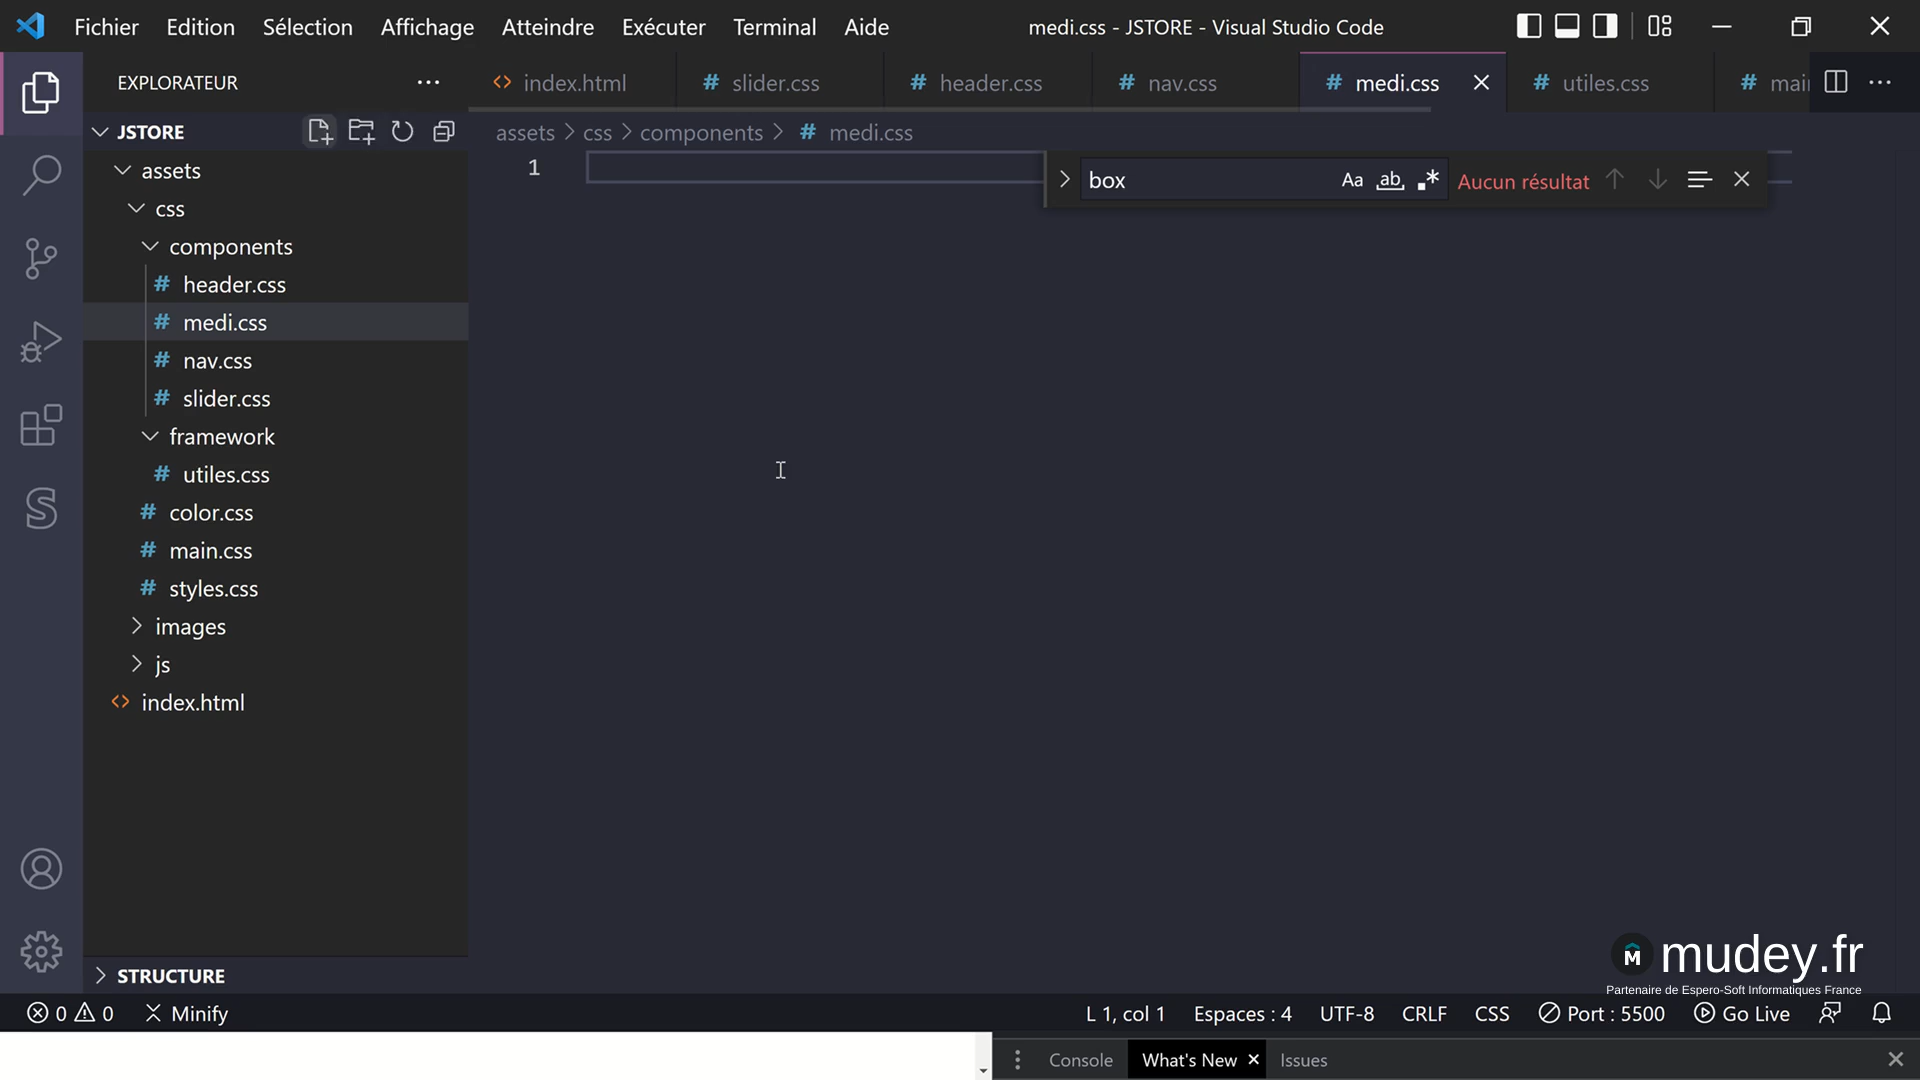 Fichier Edition Sélection Affichage Atteindre Exécuter Terminal Aide medi.css - JSTORE - Visual Studio Code
EXPLORATEUR
index.html
slider.css
header.css
nav.css
medi.css
utiles.css
main
JSTORE
assets > css > components > # medi.css
assets
css
components
header.css
medi.css
nav.css
slider.css
framework
utiles.css
color.css
main.css
styles.css
images
js
index.html
STRUCTURE
1
box Aa ab Aucun résultat
M mudey.fr
Partenaire de Espero-Soft Informatiques France
0 0 Minify L 1, col 1 Espaces : 4 UTF-8 CRLF CSS Port : 5500 Go Live
Console What's New Issues